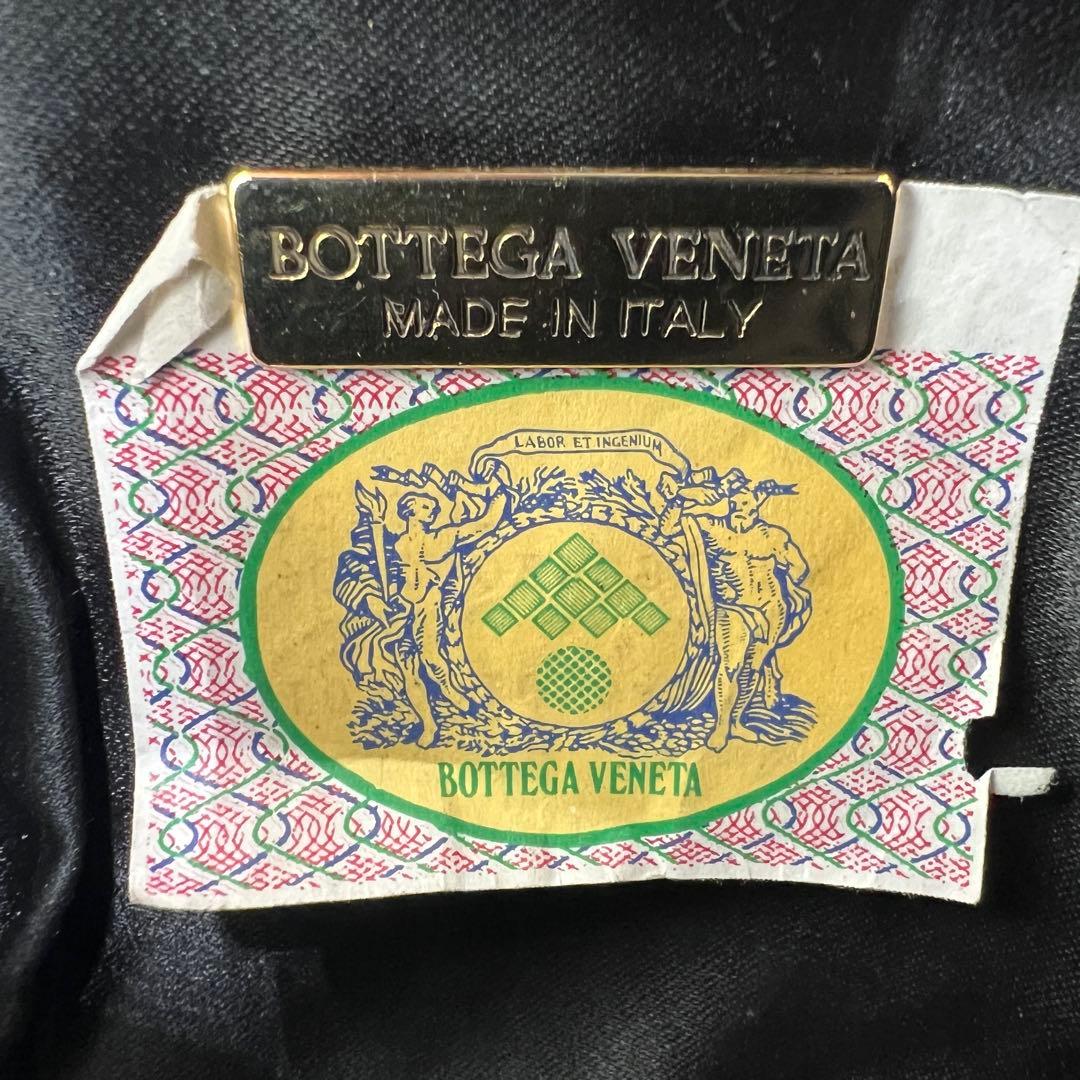 BOTTEGA VENETA
MADE IN ITALY
LABOR ET INGENIUM
BOTTEGA VENETA